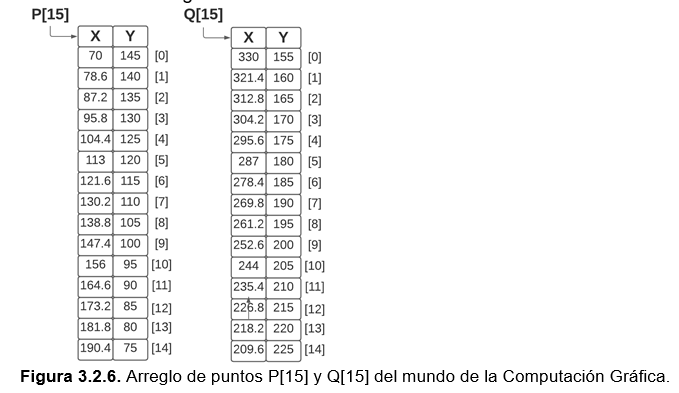 P[15] Q[15]
X Y X Y
70 145 [0] 330 155 [0]
78.6 140 [1] 321.4 160 [1]
87.2 135 [2] 312.8 165 [2]
95.8 130 [3] 304.2 170 [3]
104.4 125 [4] 295.6 175 [4]
113 120 [5] 287 180 [5]
121.6 115 [6] 278.4 185 [6]
130.2 110 [7] 269.8 190 [7]
138.8 105 [8] 261.2 195 [8]
147.4 100 [9] 252.6 200 [9]
156 95 [10] 244 205 [10]
164.6 90 [11] 235.4 210 [11]
173.2 85 [12] 226.8 215 [12]
181.8 80 [13] 218.2 220 [13]
190.4 75 [14] 209.6 225 [14]
Figura 3.2.6. Arreglo de puntos P[15] y Q[15] del mundo de la Computación Gráfica.